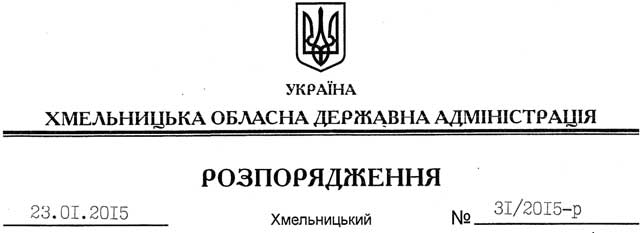 УКРАЇНА
ХМЕЛЬНИЦЬКА ОБЛАСНА ДЕРЖАВНА АДМІНІСТРАЦІЯ
РОЗПОРЯДЖЕННЯ
23.01.2015 Хмельницький № 31/2015-р